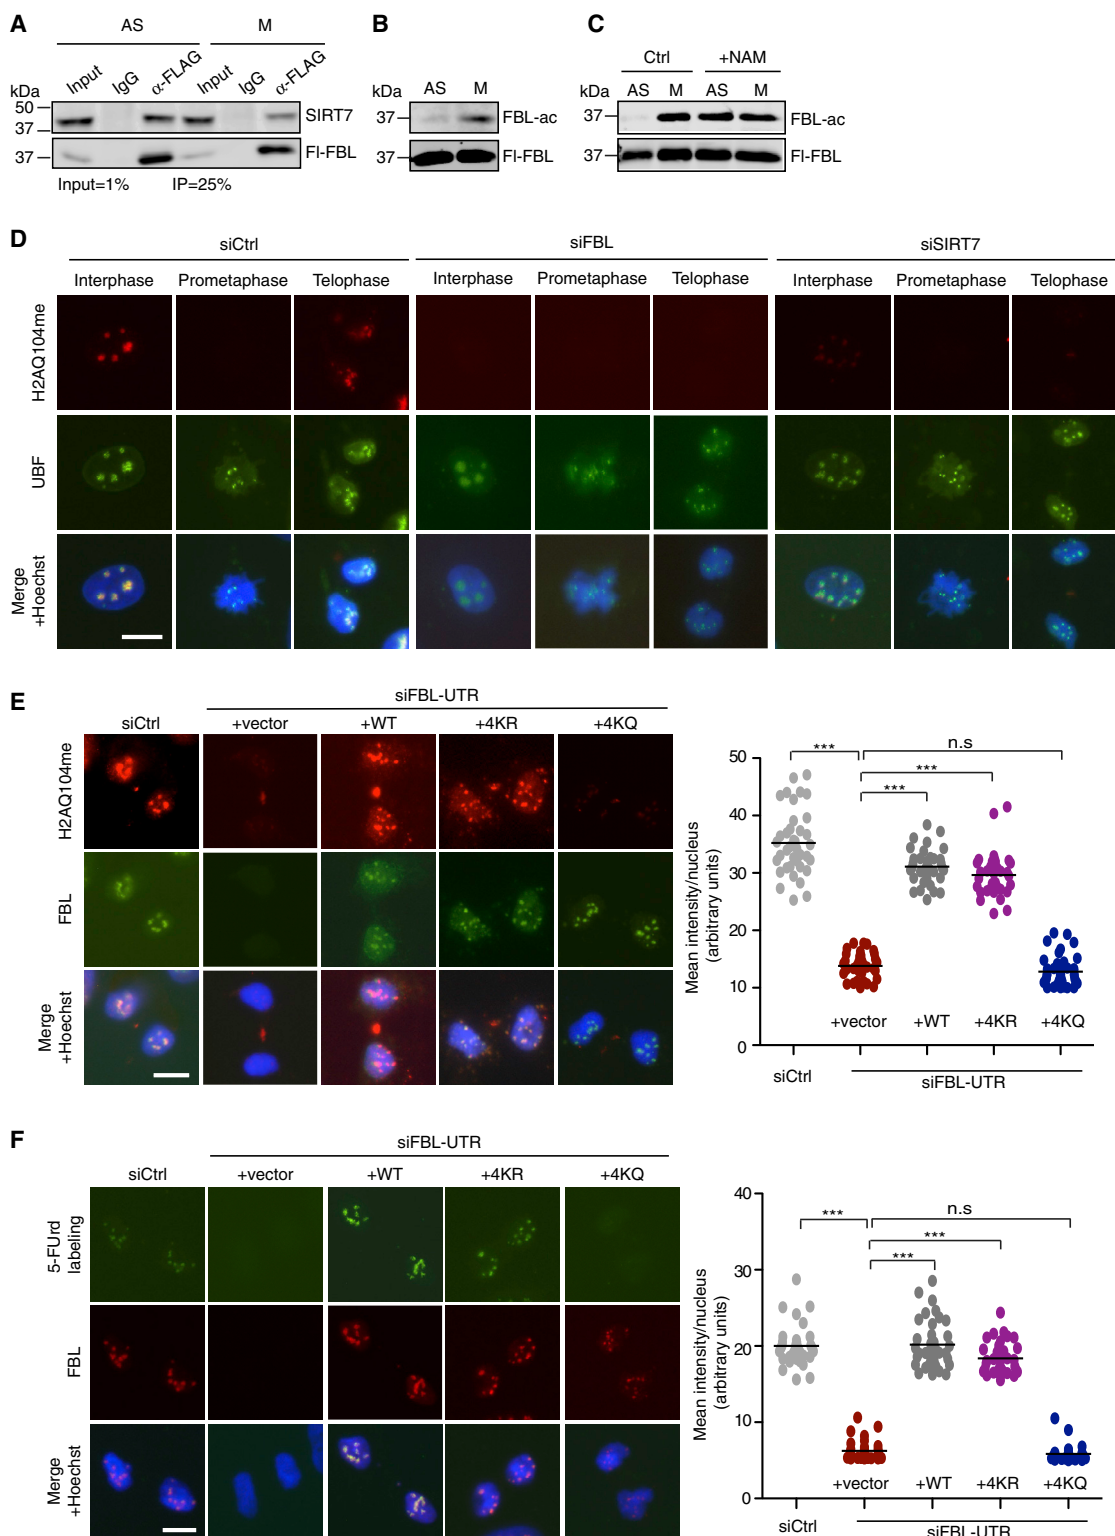 A
AS M
Input IgG α-FLAG Input IgG α-FLAG
kDa
50
37
SIRT7
37
Fl-FBL
Input=1% IP=25%
B
kDa AS M
37
FBL-ac
37
Fl-FBL
C
Ctrl +NAM
kDa AS M AS M
37
FBL-ac
37
Fl-FBL
D
siCtrl siFBL siSIRT7
Interphase Prometaphase Telophase Interphase Prometaphase Telophase Interphase Prometaphase Telophase
H2AQ104me
UBF
Merge
+Hoechst
E
siFBL-UTR
siCtrl +vector +WT +4KR +4KQ
H2AQ104me
FBL
Merge
+Hoechst
Mean intensity/nucleus
(arbitrary units)
50
40
30
20
10
0
*** n.s
***
***
+vector +WT +4KR +4KQ
siCtrl
siFBL-UTR
F
siFBL-UTR
siCtrl +vector +WT +4KR +4KQ
5-FUrd
labeling
FBL
Merge
+Hoechst
Mean intensity/nucleus
(arbitrary units)
40
30
20
10
0
*** n.s
***
***
+vector +WT +4KR +4KQ
siCtrl
siFBL-UTR